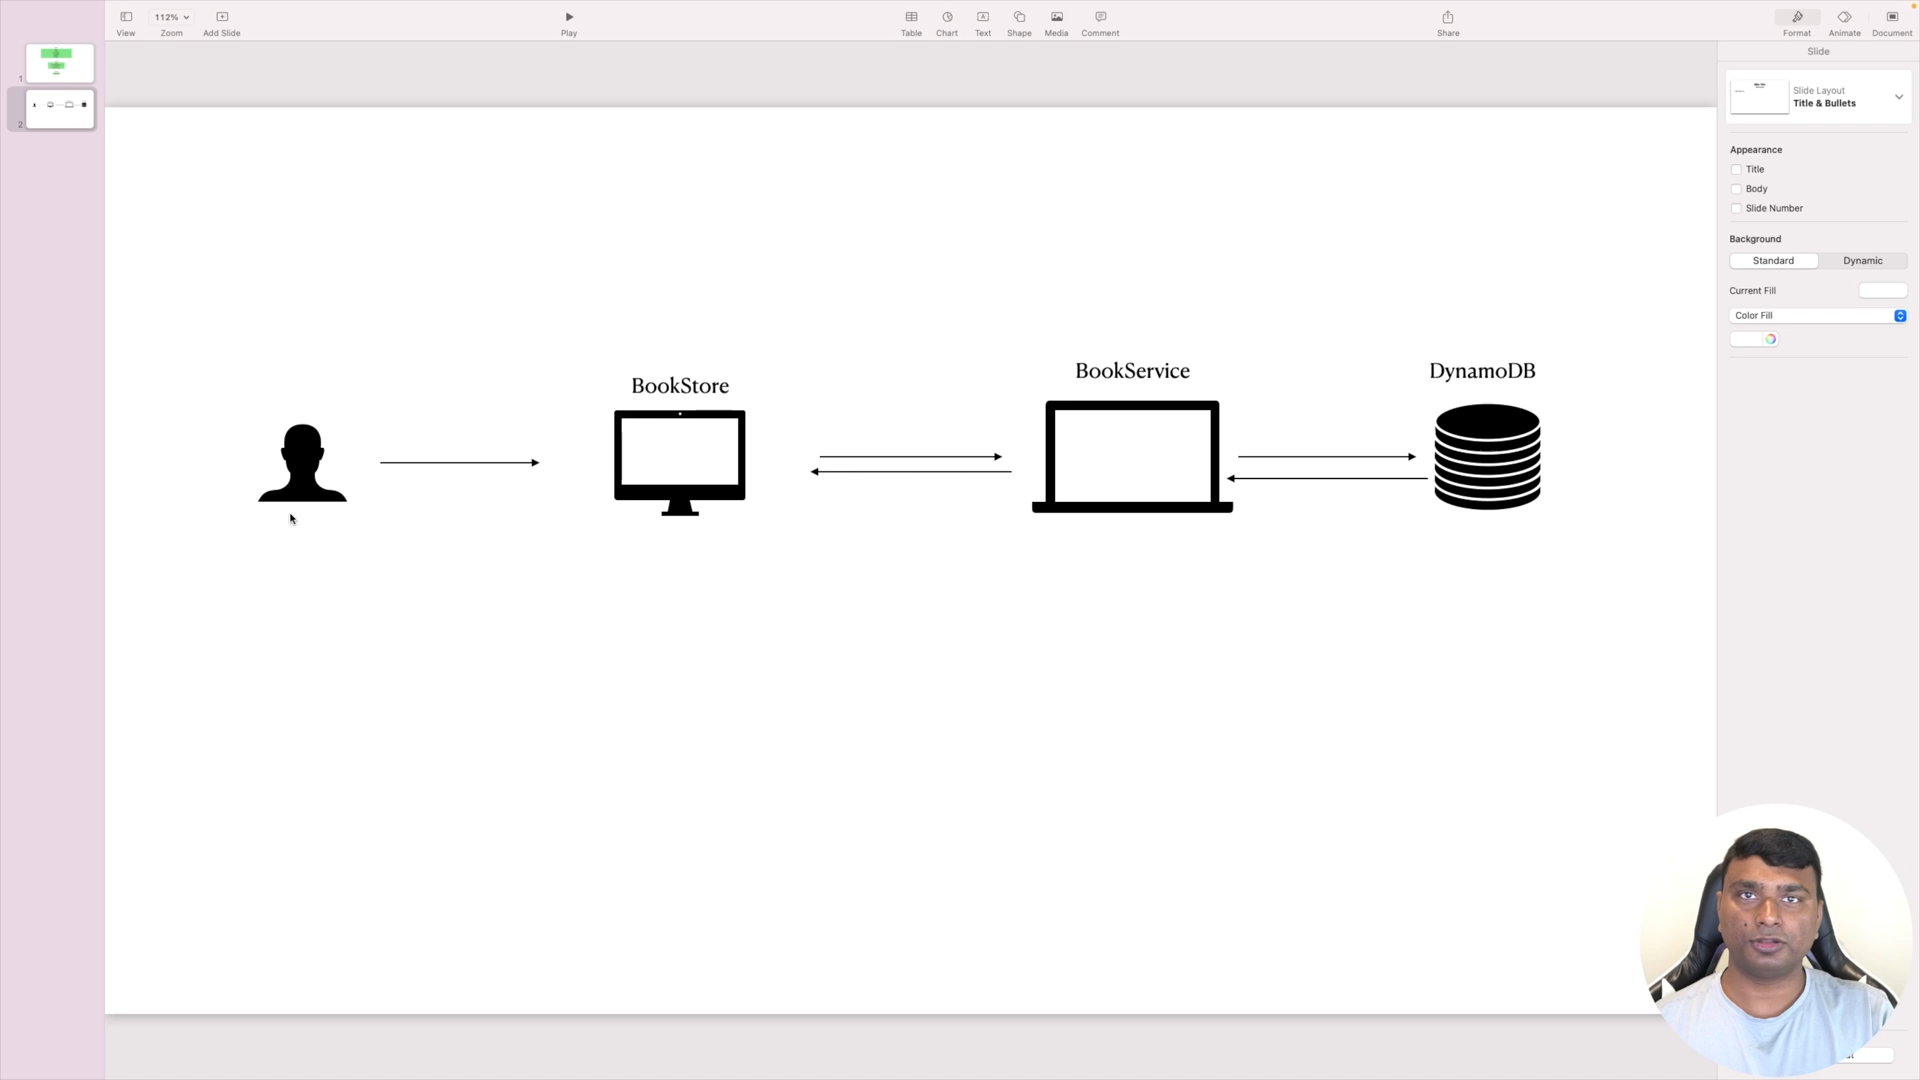 112%
View
Zoom
Add Slide
Play
Table
Chart
Text
Shape
Media
Comment
Share
Format
Animate
Document
1
2
BookStore
BookService
DynamoDB
Slide
Slide Layout
Title & Bullets
Appearance
Title
Body
Slide Number
Background
Standard
Dynamic
Current Fill
Color Fill